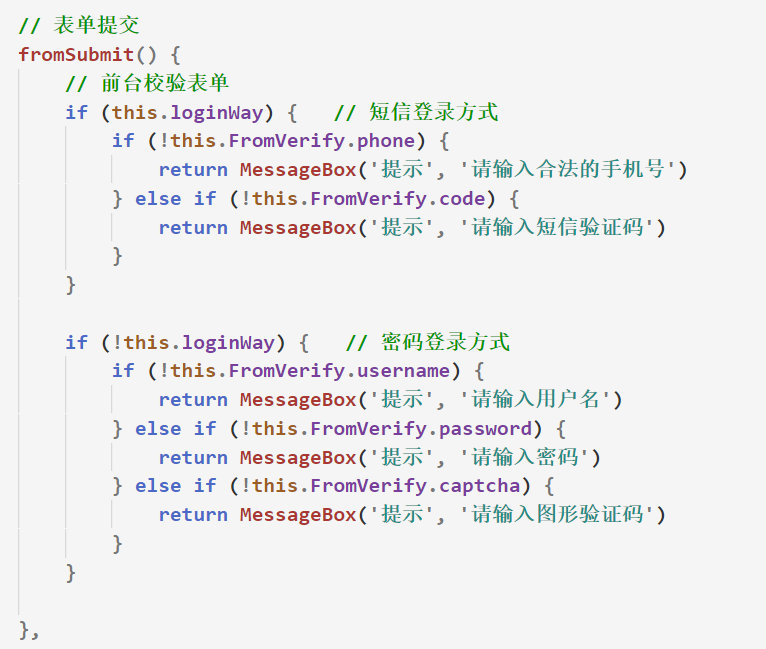 // 表单提交
fromSubmit() {
    // 前台校验表单
    if (this.loginWay) {   // 短信登录方式
        if (!this.FromVerify.phone) {
            return MessageBox('提示', '请输入合法的手机号')
        } else if (!this.FromVerify.code) {
            return MessageBox('提示', '请输入短信验证码')
        }
    }

    if (!this.loginWay) {   // 密码登录方式
        if (!this.FromVerify.username) {
            return MessageBox('提示', '请输入用户名')
        } else if (!this.FromVerify.password) {
            return MessageBox('提示', '请输入密码')
        } else if (!this.FromVerify.captcha) {
            return MessageBox('提示', '请输入图形验证码')
        }
    }

},